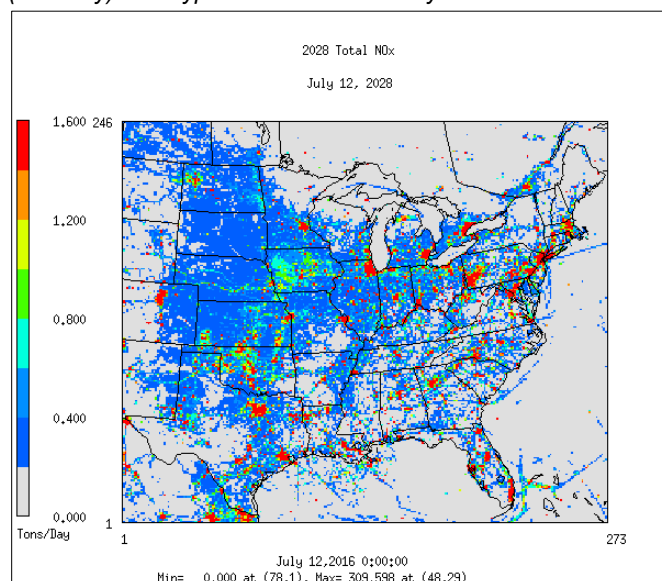 2028 Total NOx
July 12, 2028
1.600 246
1.200
0.800
0.400
0.000 1
Tons/Day
1 273
July 12,2016 0:00:00
Min= 0.000 at (78,1), Max= 309.598 at (48,29)